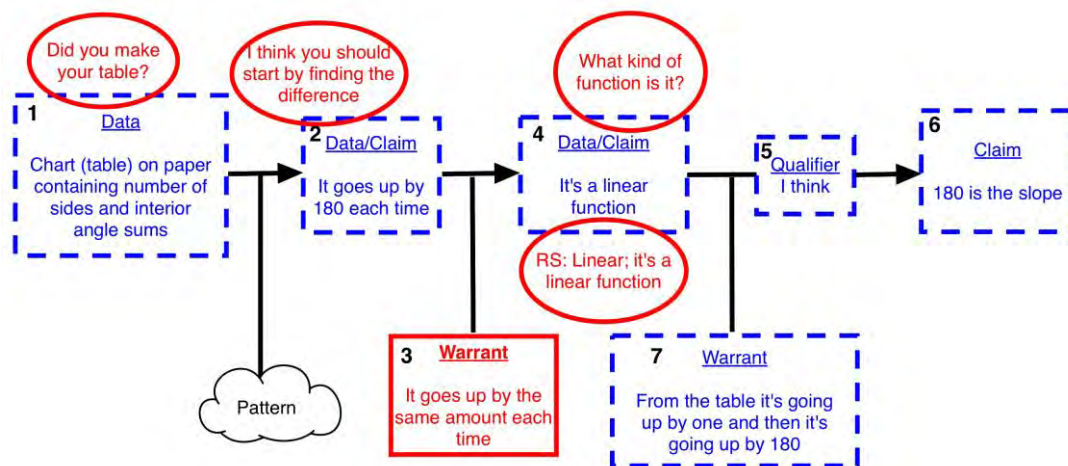 Did you make
your table?
1
Data
Chart (table) on paper
containing number of
sides and interior
angle sums
I think you should
start by finding the
difference
2
Data/Claim
It goes up by
180 each time
What kind of
function is it?
4
Data/Claim
It's a linear
function
RS: Linear; it's a
linear function
5
Qualifier
I think
6
Claim
180 is the slope
Pattern
3
Warrant
It goes up by the
same amount each
time
7
Warrant
From the table it's going
up by one and then it's
going up by 180